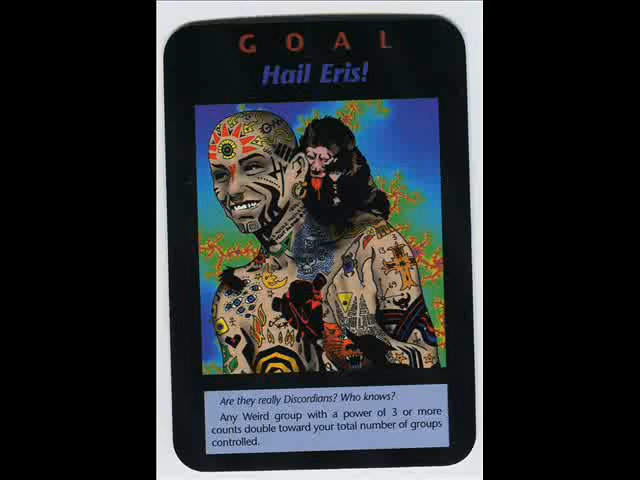 GOAL
Hail Eris!
Are they really Discordians? Who knows?
Any Weird group with a power of 3 or more
counts double toward your total number of groups
controlled.